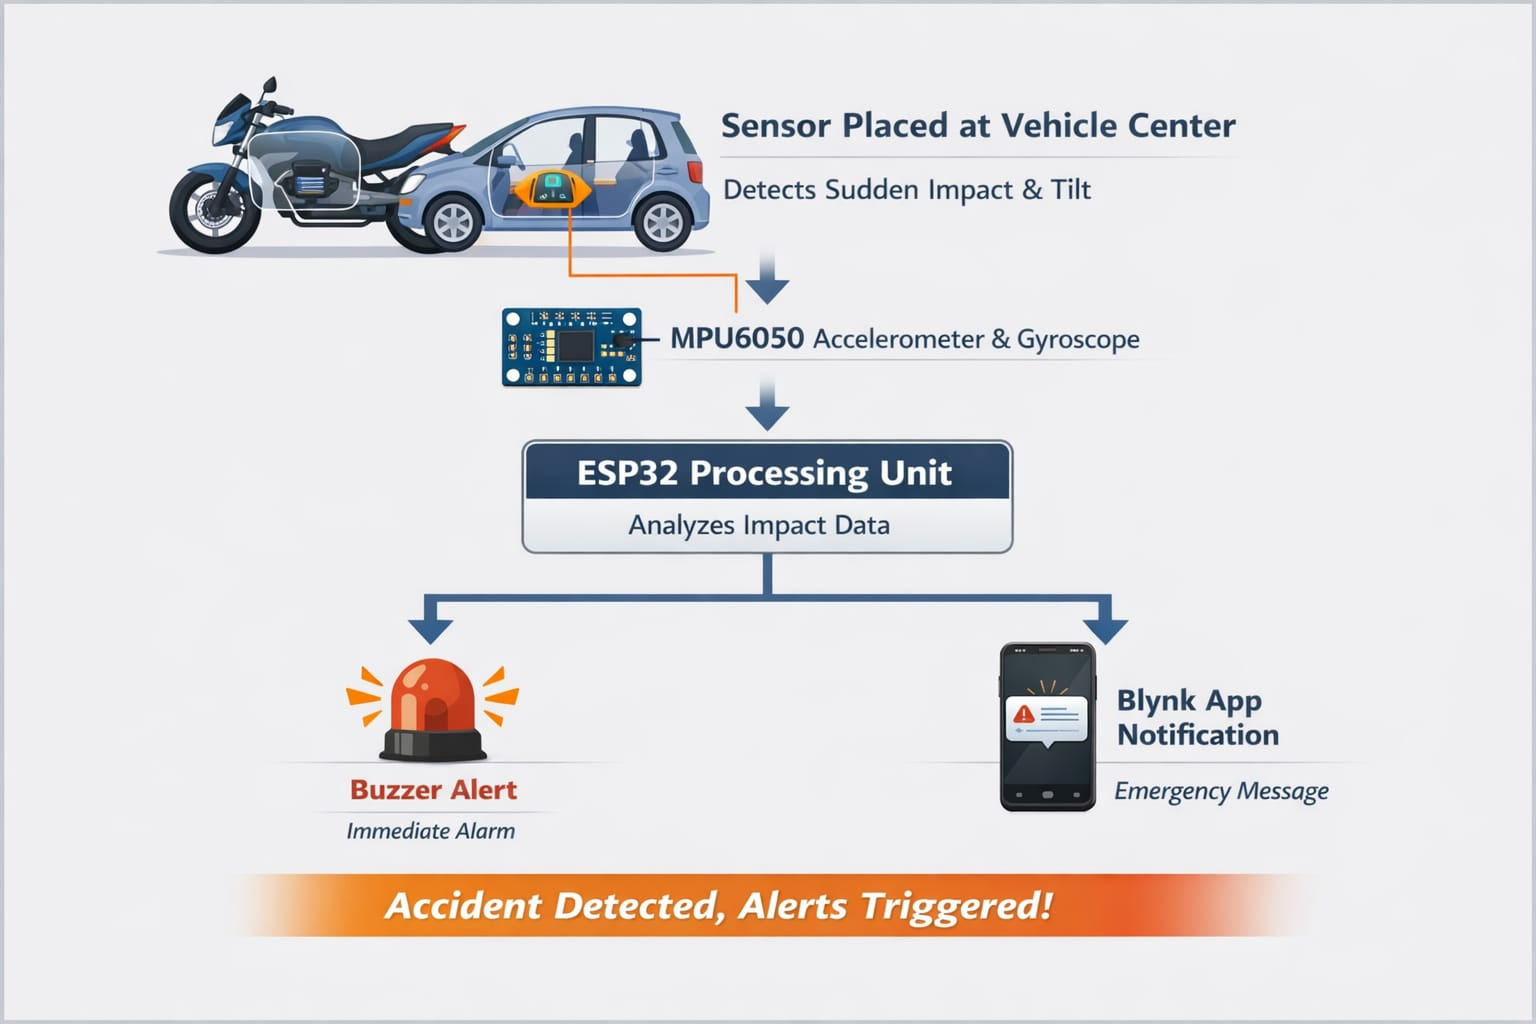 Sensor Placed at Vehicle Center
Detects Sudden Impact & Tilt
MPU6050 Accelerometer & Gyroscope
ESP32 Processing Unit
Analyzes Impact Data
Buzzer Alert
Immediate Alarm
Blynk App
Notification
Emergency Message
Accident Detected, Alerts Triggered!